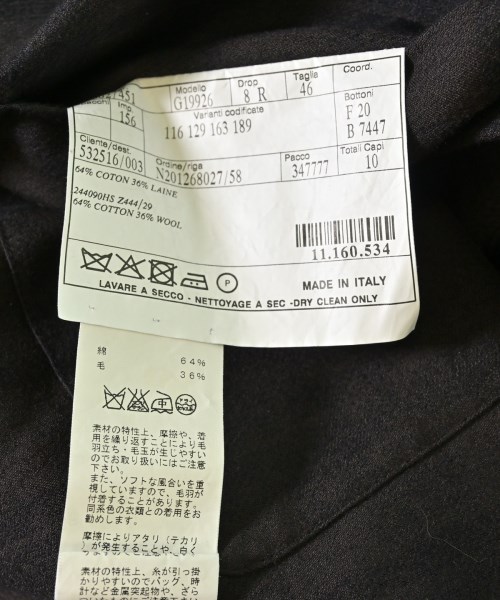 7451 Modello G19926 Drop 8 R Taglia 46 Coord.
Imp. 156 Varianti codificate 116 129 163 189 Bottoni F 20 B 7447
Cliente/dest. 532516/003 Ordine/riga N201268027/58 Pacco 347777 Totali Capi 10
64% COTON 36% LAINE
244090HS Z444/29
64% COTTON 36% WOOL
11.160.534
P
MADE IN ITALY
LAVARE A SECCO - NETTOYAGE A SEC - DRY CLEAN ONLY
綿 64%
毛 36%
素材の特性上、摩擦や、着
用を繰り返すことにより毛
羽立ち・毛玉が生じやすい
のでお取り扱いにはご注意
下さい。
また、ソフトな風合いを重
視していますので、毛羽が
付着することがあります。
同系色の衣類との着用をお
勧めします。
摩擦によりアタリ(テカリ
)が発生することや、白く
素材の特性上、糸が引っ掛
かりやすいのでバッグ、時
計など金属突起物や、ざら